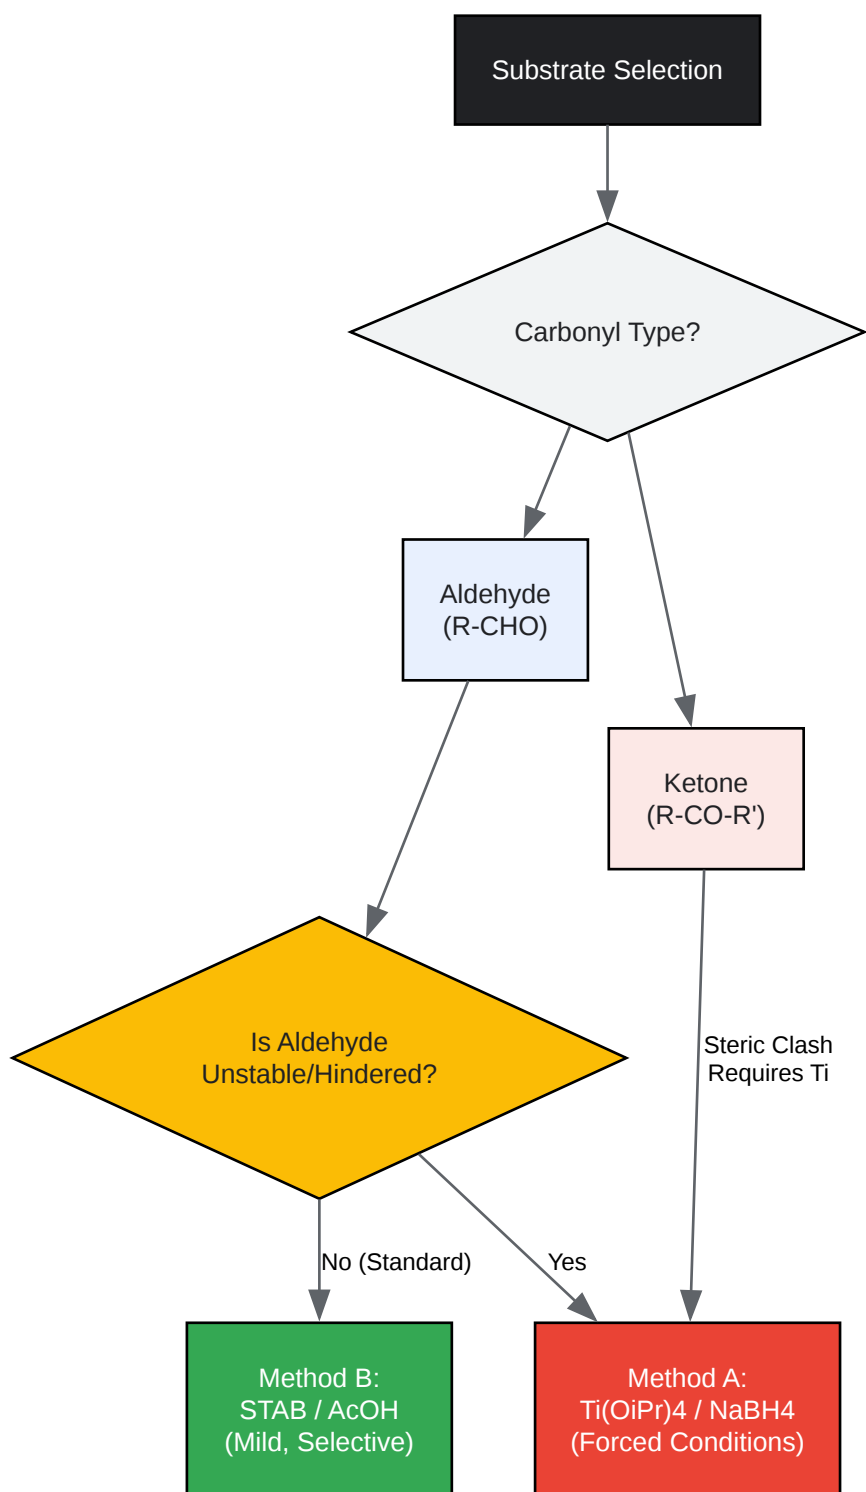 Substrate Selection
Carbonyl Type?
Aldehyde
(R-CHO)
Ketone
(R-CO-R')
Is Aldehyde
Unstable/Hindered?
Steric Clash
Requires Ti
No (Standard)
Yes
Method B:
STAB / AcOH
(Mild, Selective)
Method A:
Ti(OiPr)4 / NaBH4
(Forced Conditions)